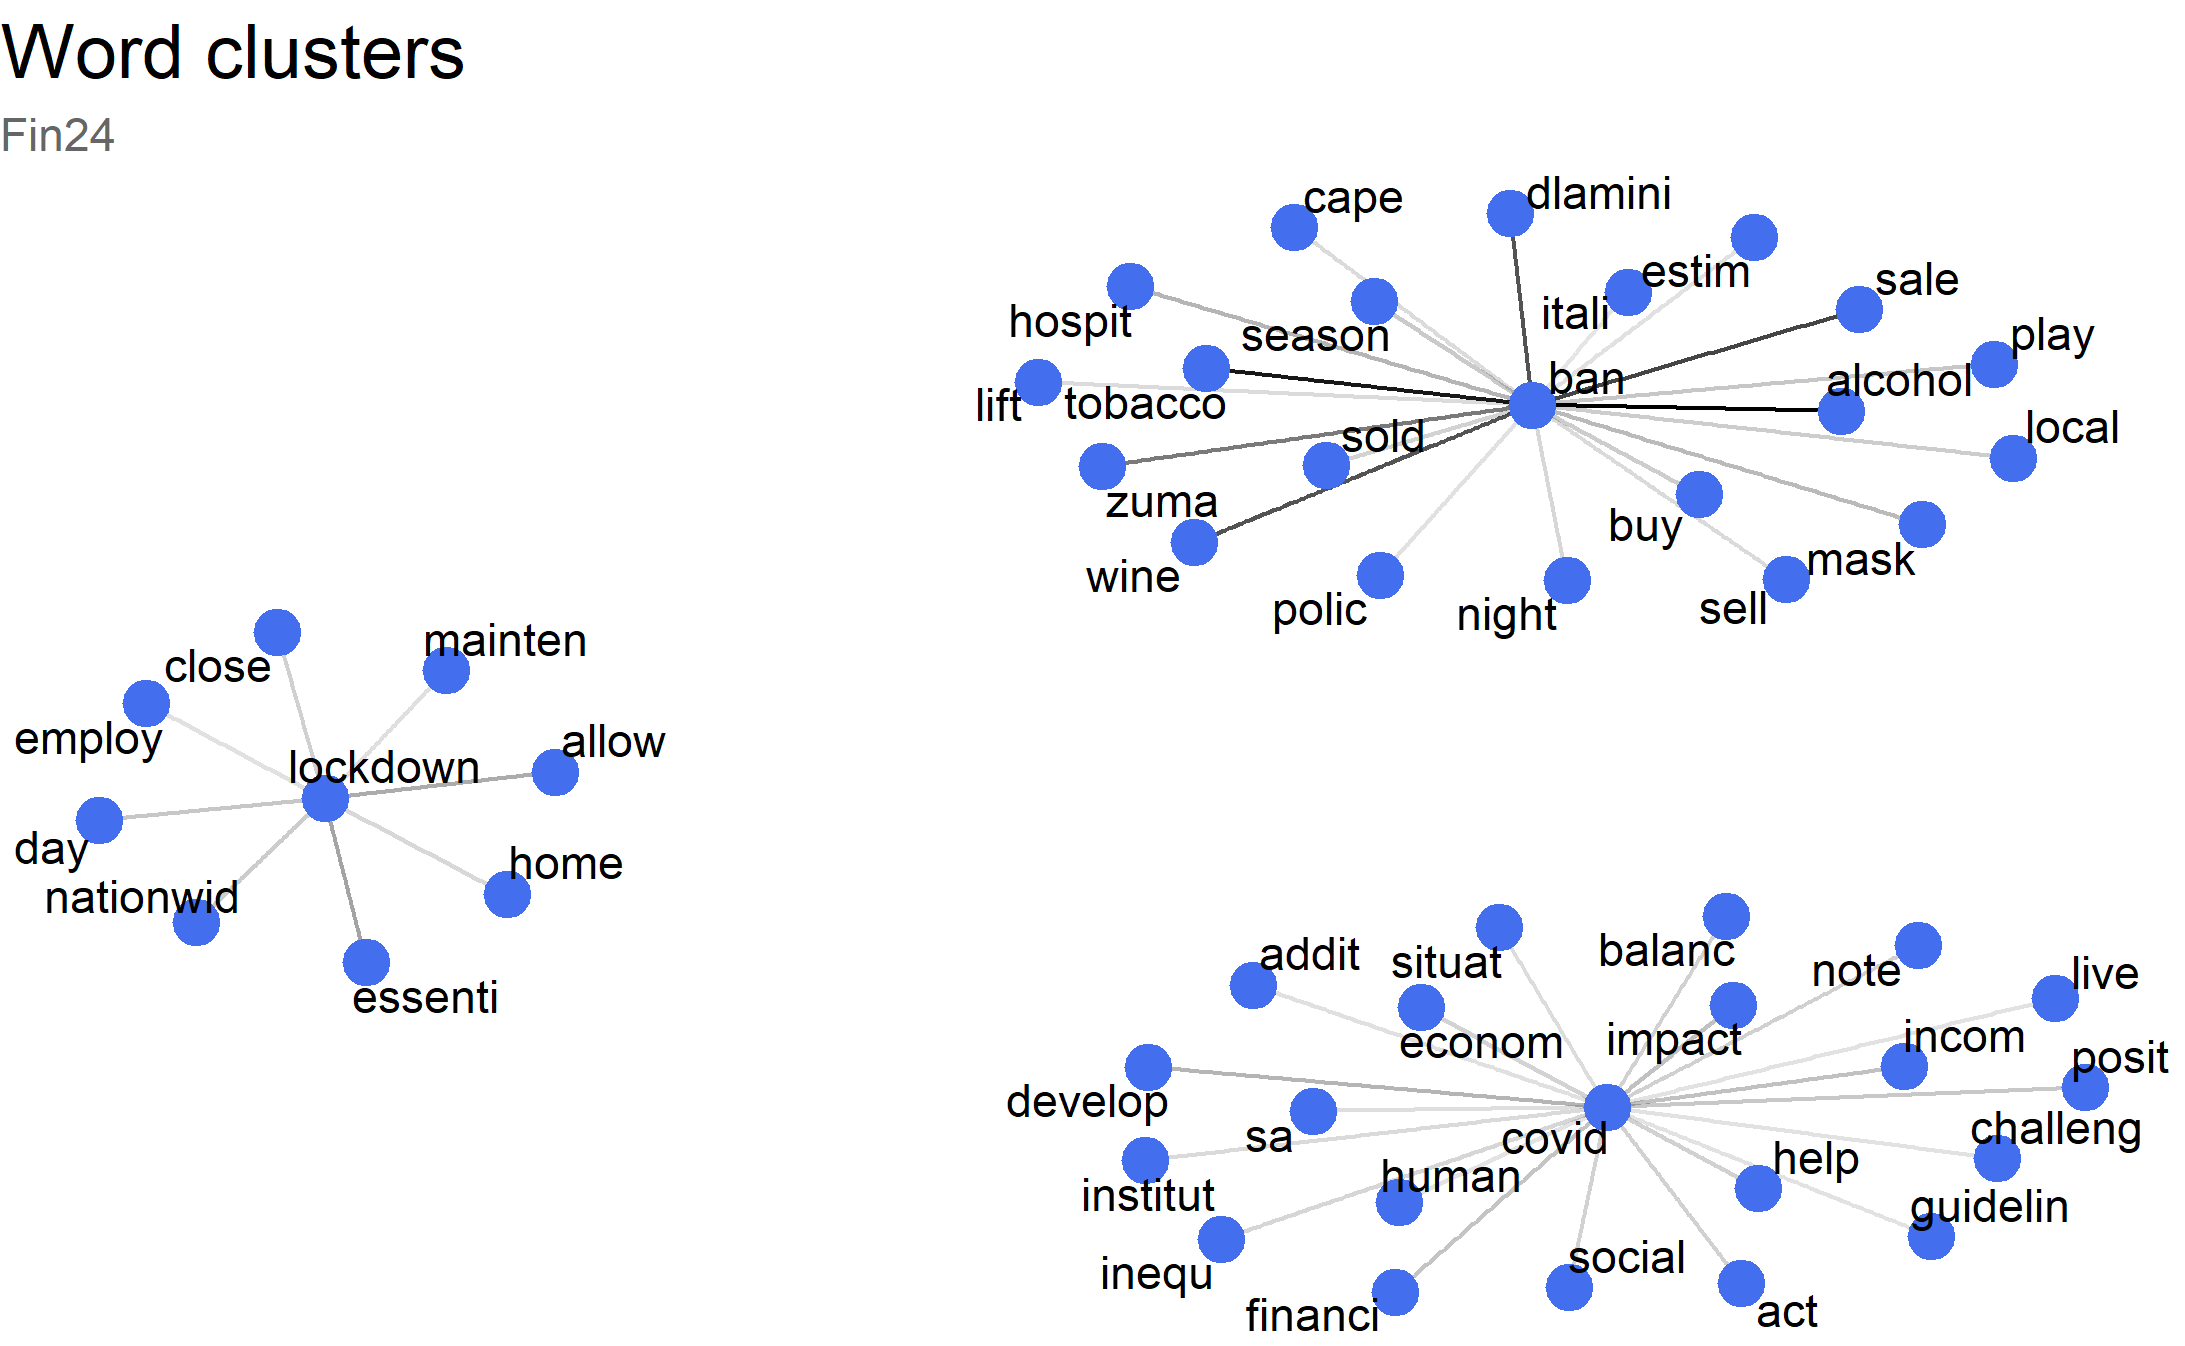 Word clusters
Fin24
cape
dlamini
estim
sale
hospit
season
itali
play
ban
alcohol
lift
tobacco
sold
local
zuma
buy
wine
mask
polic
night
sell
close
mainten
employ
allow
lockdown
day
home
nationwid
essenti
addit
situat
balanc
note
live
econom
impact
incom
posit
develop
sa
covid
challeng
institut
human
help
guidelin
inequ
social
financi
act